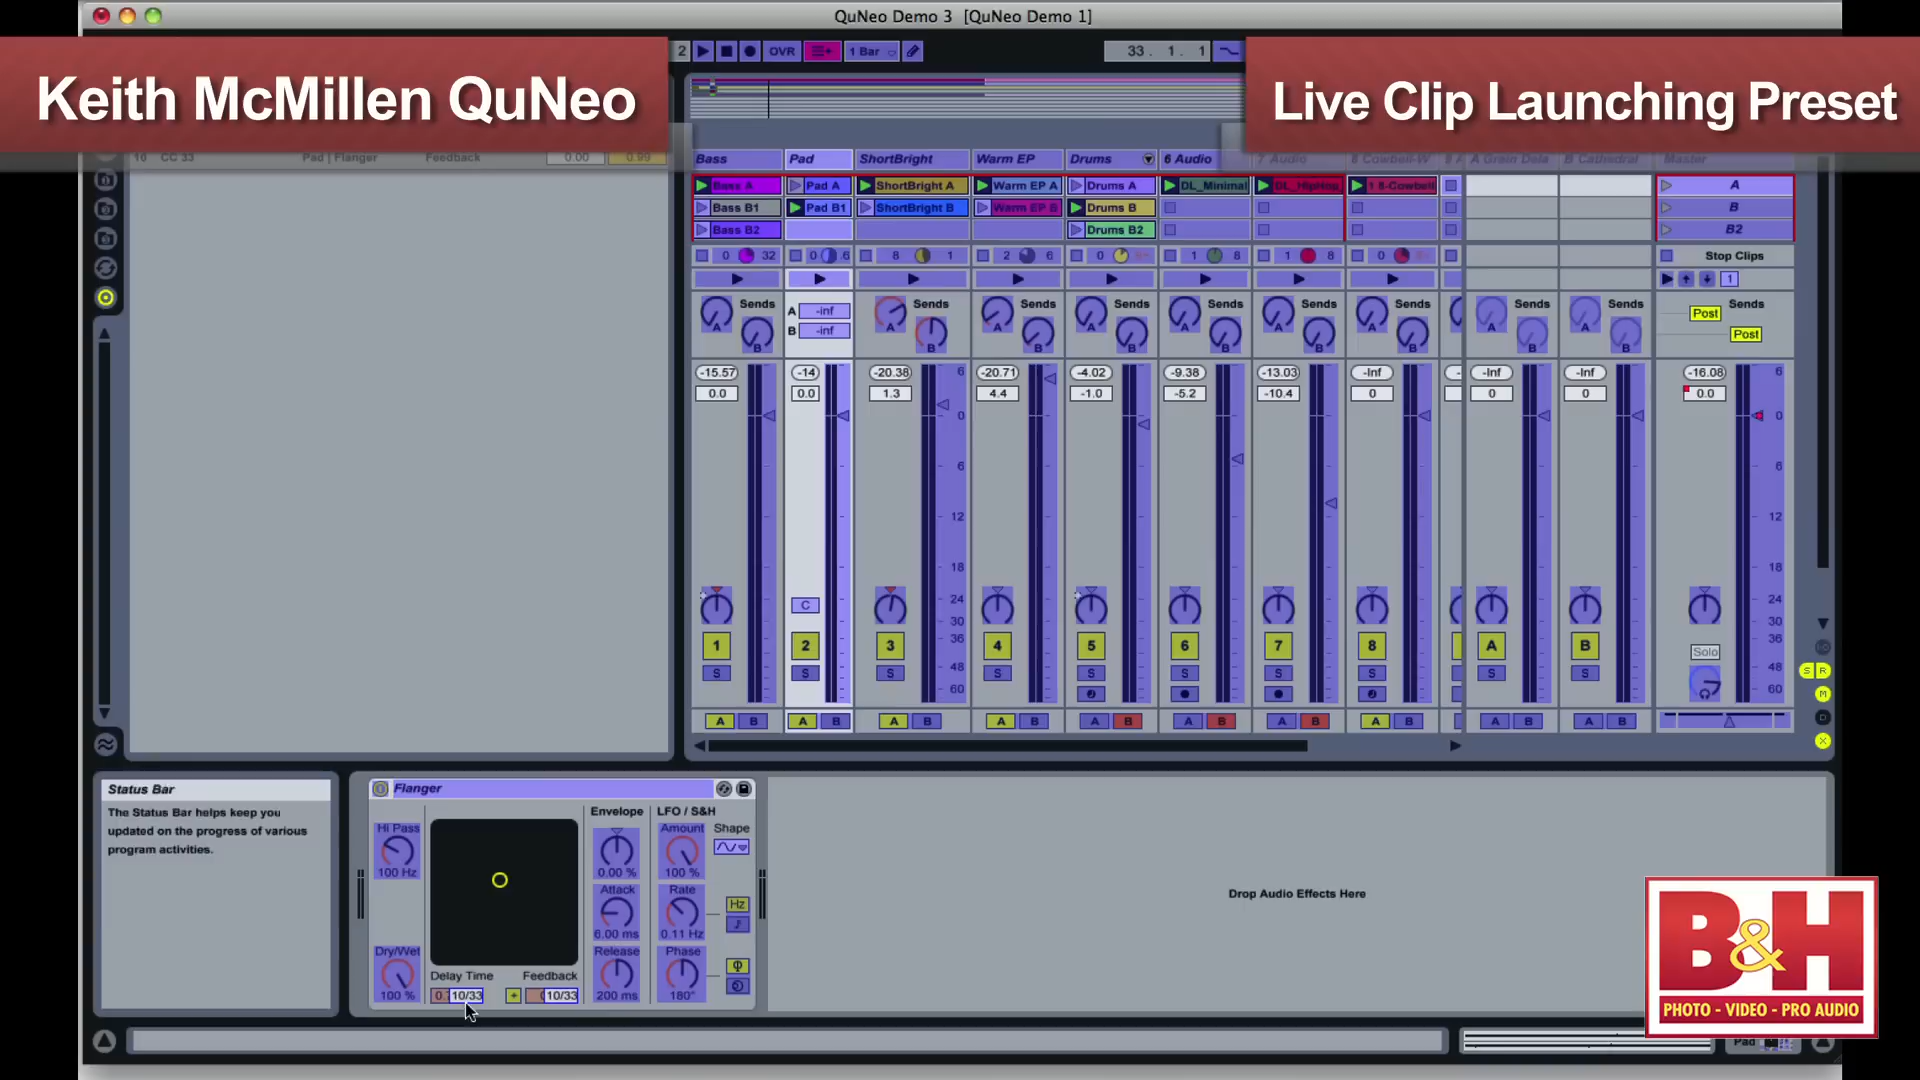 QuNeo Demo 3 [QuNeo Demo 1]
2 OVR 1 Bar 33. 1. 1
Keith McMillen QuNeo
Live Clip Launching Preset
CC 33 Pad | Flanger Feedback 0.00 0.99
Bass Pad ShortBright Warm EP Drums 6 Audio 7 Audio 8 Cowbell-W A Grain Dela B Cathedral Master
Bass A Pad A ShortBright A Warm EP A Drums A DL_Minimal DL_HipHop 1 8-Cowbell A
Bass B1 Pad B1 ShortBright B Warm EP B Drums B B
Bass B2 Drums B2 B2
0 32 0 .6 8 1 2 6 0 1 8 1 8 0 Stop Clips
1
Sends A -inf Sends Sends Sends Sends Sends Sends Sends Sends Post Sends
A B B -inf A B A B A B A B A B A B A B A B Post
-15.57 -14 -20.38 6 -20.71 -4.02 -9.38 -13.03 -Inf -Inf -Inf -16.08 6
0.0 0.0 1.3 4.4 -1.0 -5.2 -10.4 0 0 0 0.0
0 0
6 6
12 12
18 18
24 24
C
30 30
36 36
1 2 3 4 5 6 7 8 A B Solo
48 48
S S S S S S S S S S
60 60
S R
M
D
X
A B A B A B A B A B A B A B A B A B A B
Status Bar
The Status Bar helps keep you
updated on the progress of various
program activities.
Flanger
Envelope LFO / S&H
Hi Pass Amount Shape
100 Hz 0.00 % 100 %
Attack Rate Hz
6.00 ms 0.11 Hz
Dry/Wet Release Phase
Delay Time Feedback
100 % 10/33 + 10/33 200 ms 180°
Drop Audio Effects Here
B&H
PHOTO - VIDEO - PRO AUDIO
Pad